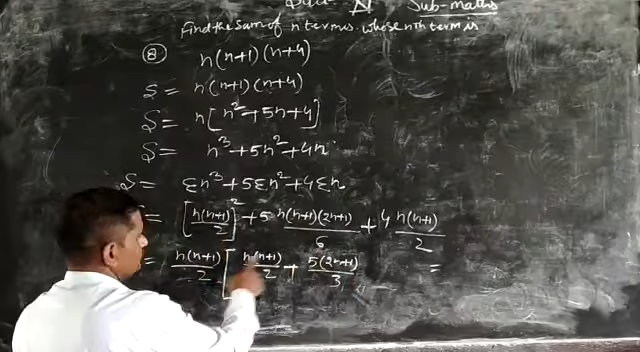 Sub-maths
Find the Sum of n terms whose nth term is
⑧ n(n+1)(n+4)
S = n(n+1)(n+4)
S = n[n²+5n+4]
S = n³+5n²+4n
S = Σn³+5Σn²+4Σn
= [n(n+1)/2]² + 5 n(n+1)(2n+1)/6 + 4 n(n+1)/2
= n(n+1)/2 [n(n+1)/2 + 5(2n+1)/3
=